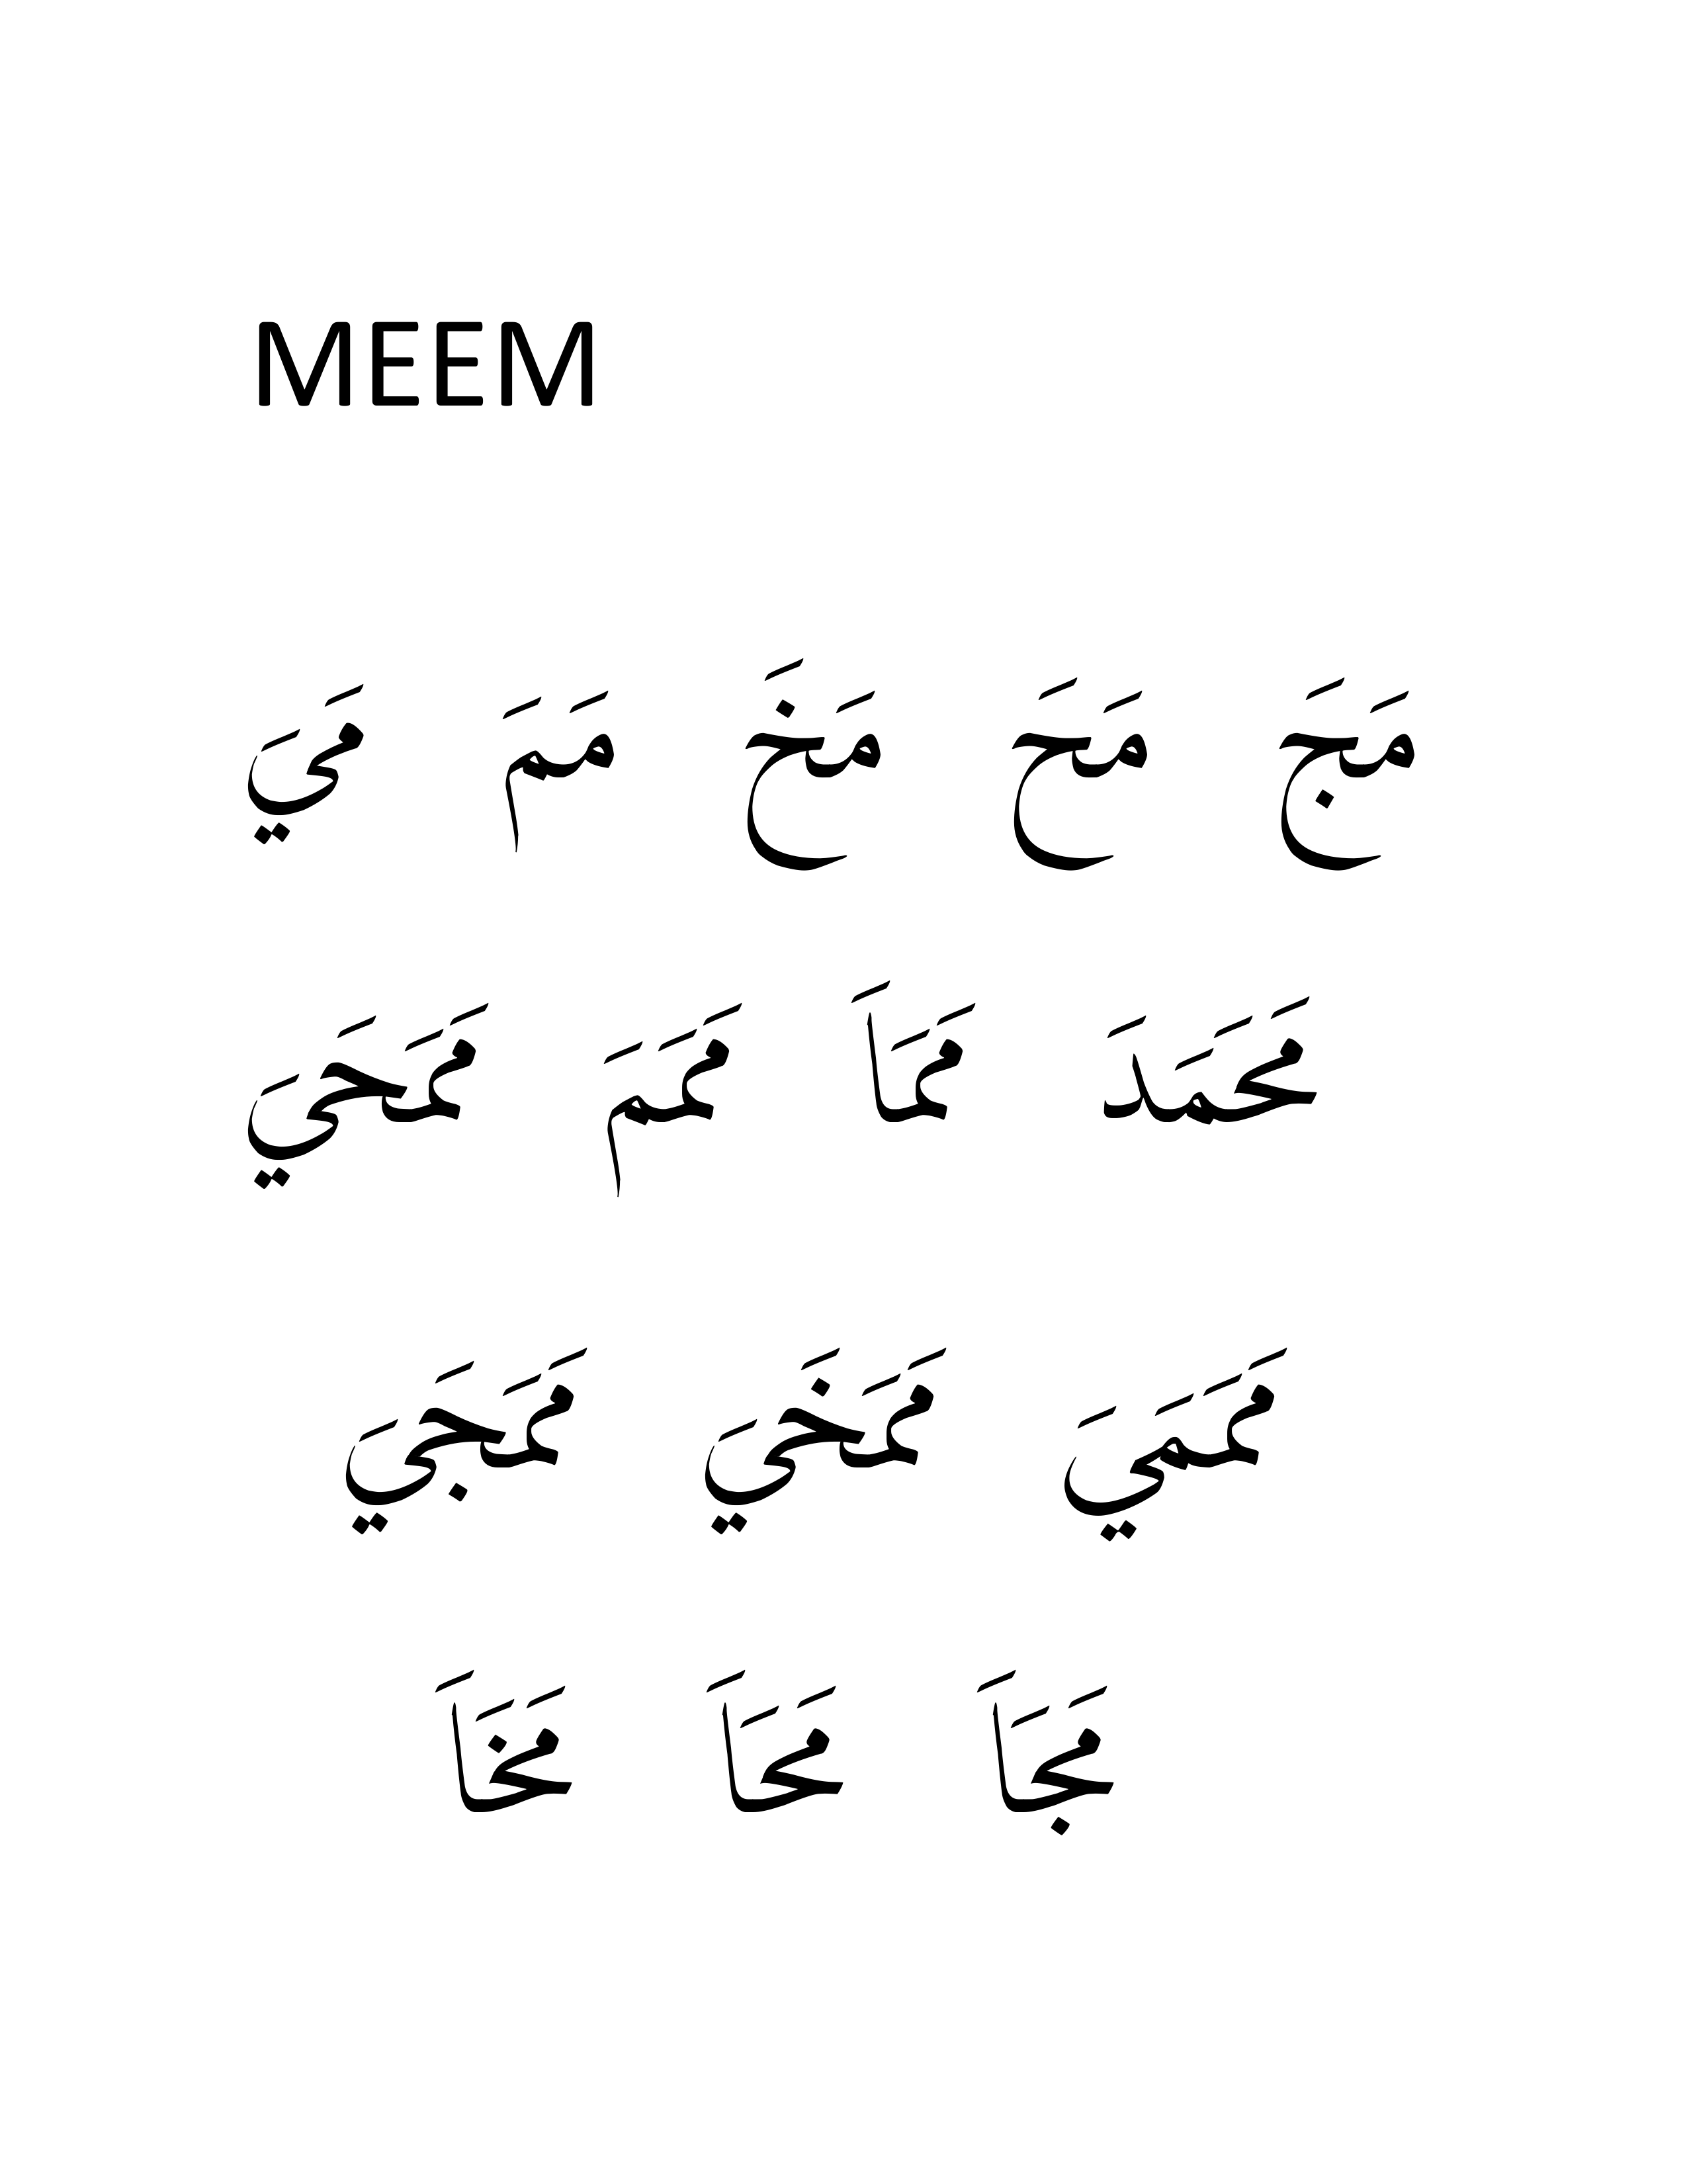 MEEM
مَجَ مَحَ مَخَ مَمَ مَيَ
مَحَمَدَ مَمَاَ مَمَمَ مَمَحَيَ
مَمَمَيَ مَمَخَيَ مَمَجَيَ
مَجَاَ مَحَاَ مَخَاَ